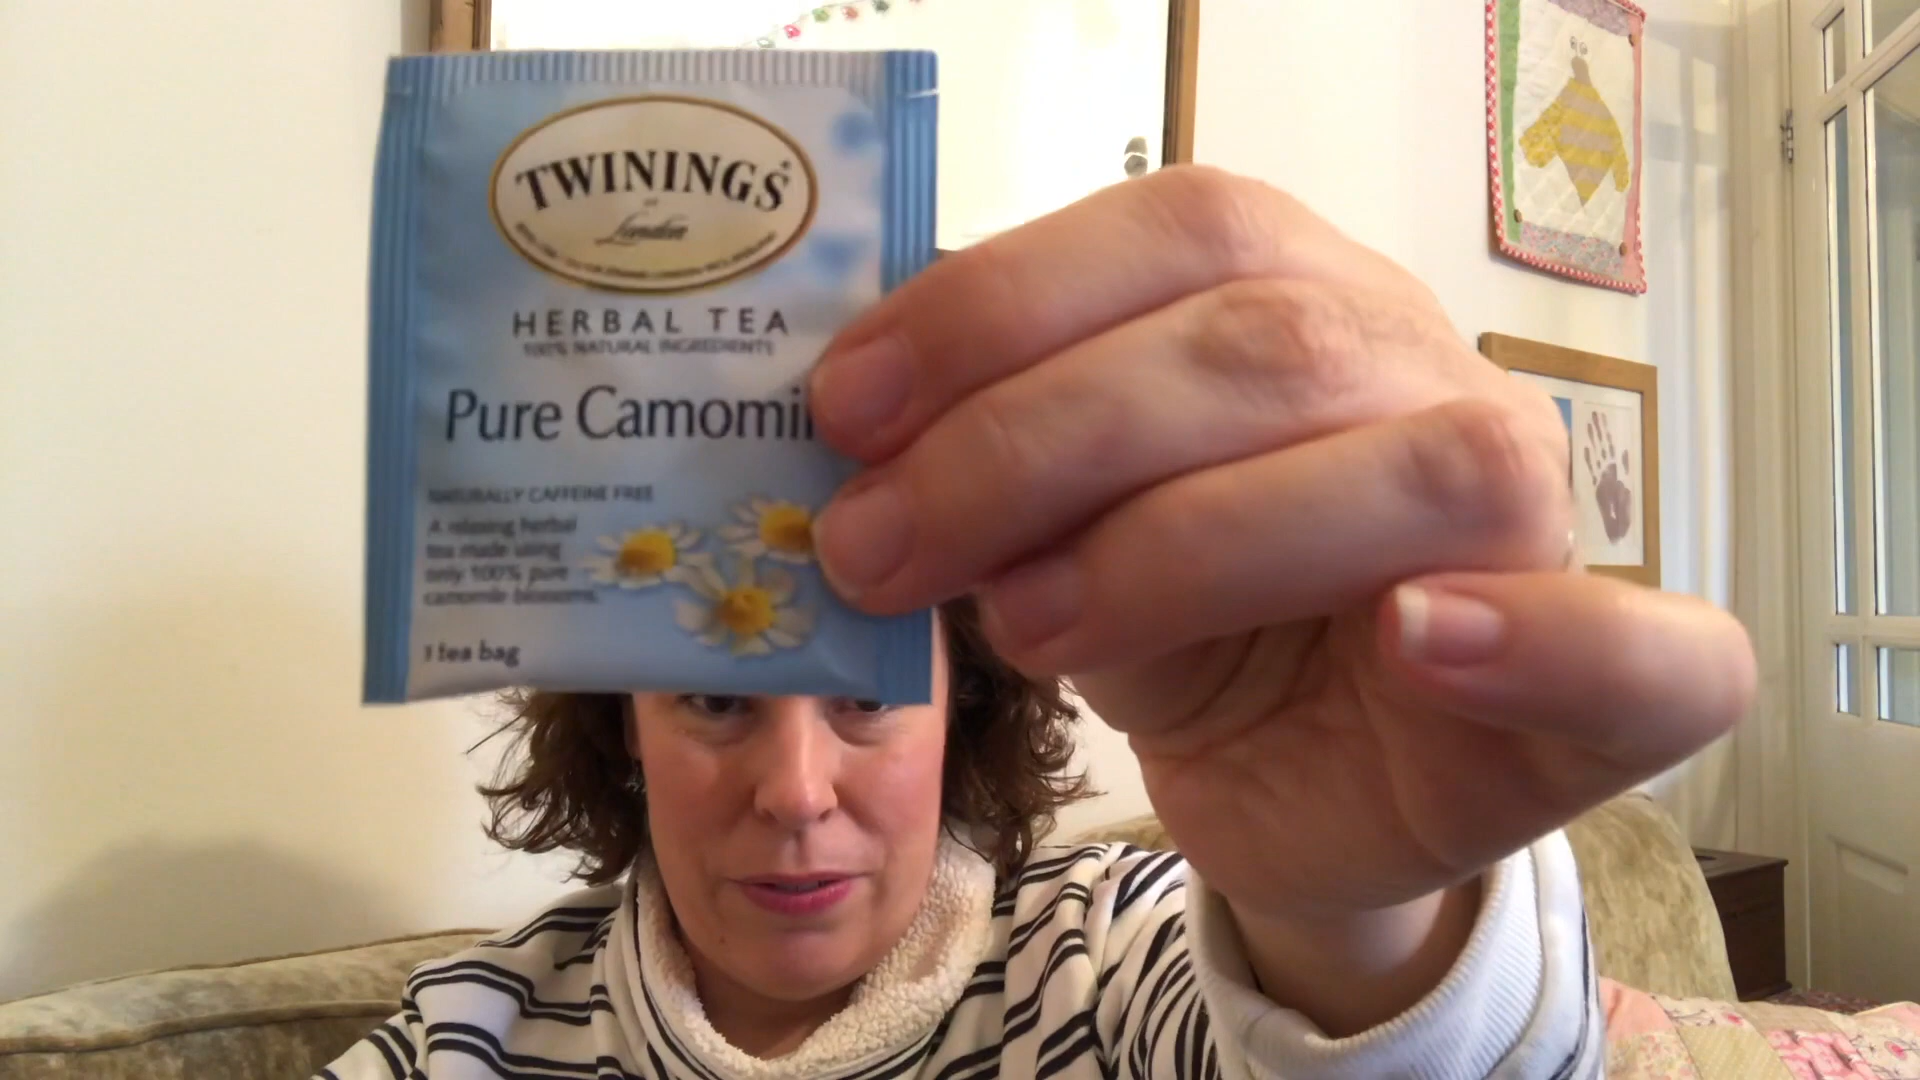 TWININGS
OF
London
HERBAL TEA
100% NATURAL INGREDIENTS
Pure Camomi
NATURALLY CAFFEINE FREE
A relaxing herbal
tea made using
only 100% pure
camomile blossoms.
1 tea bag